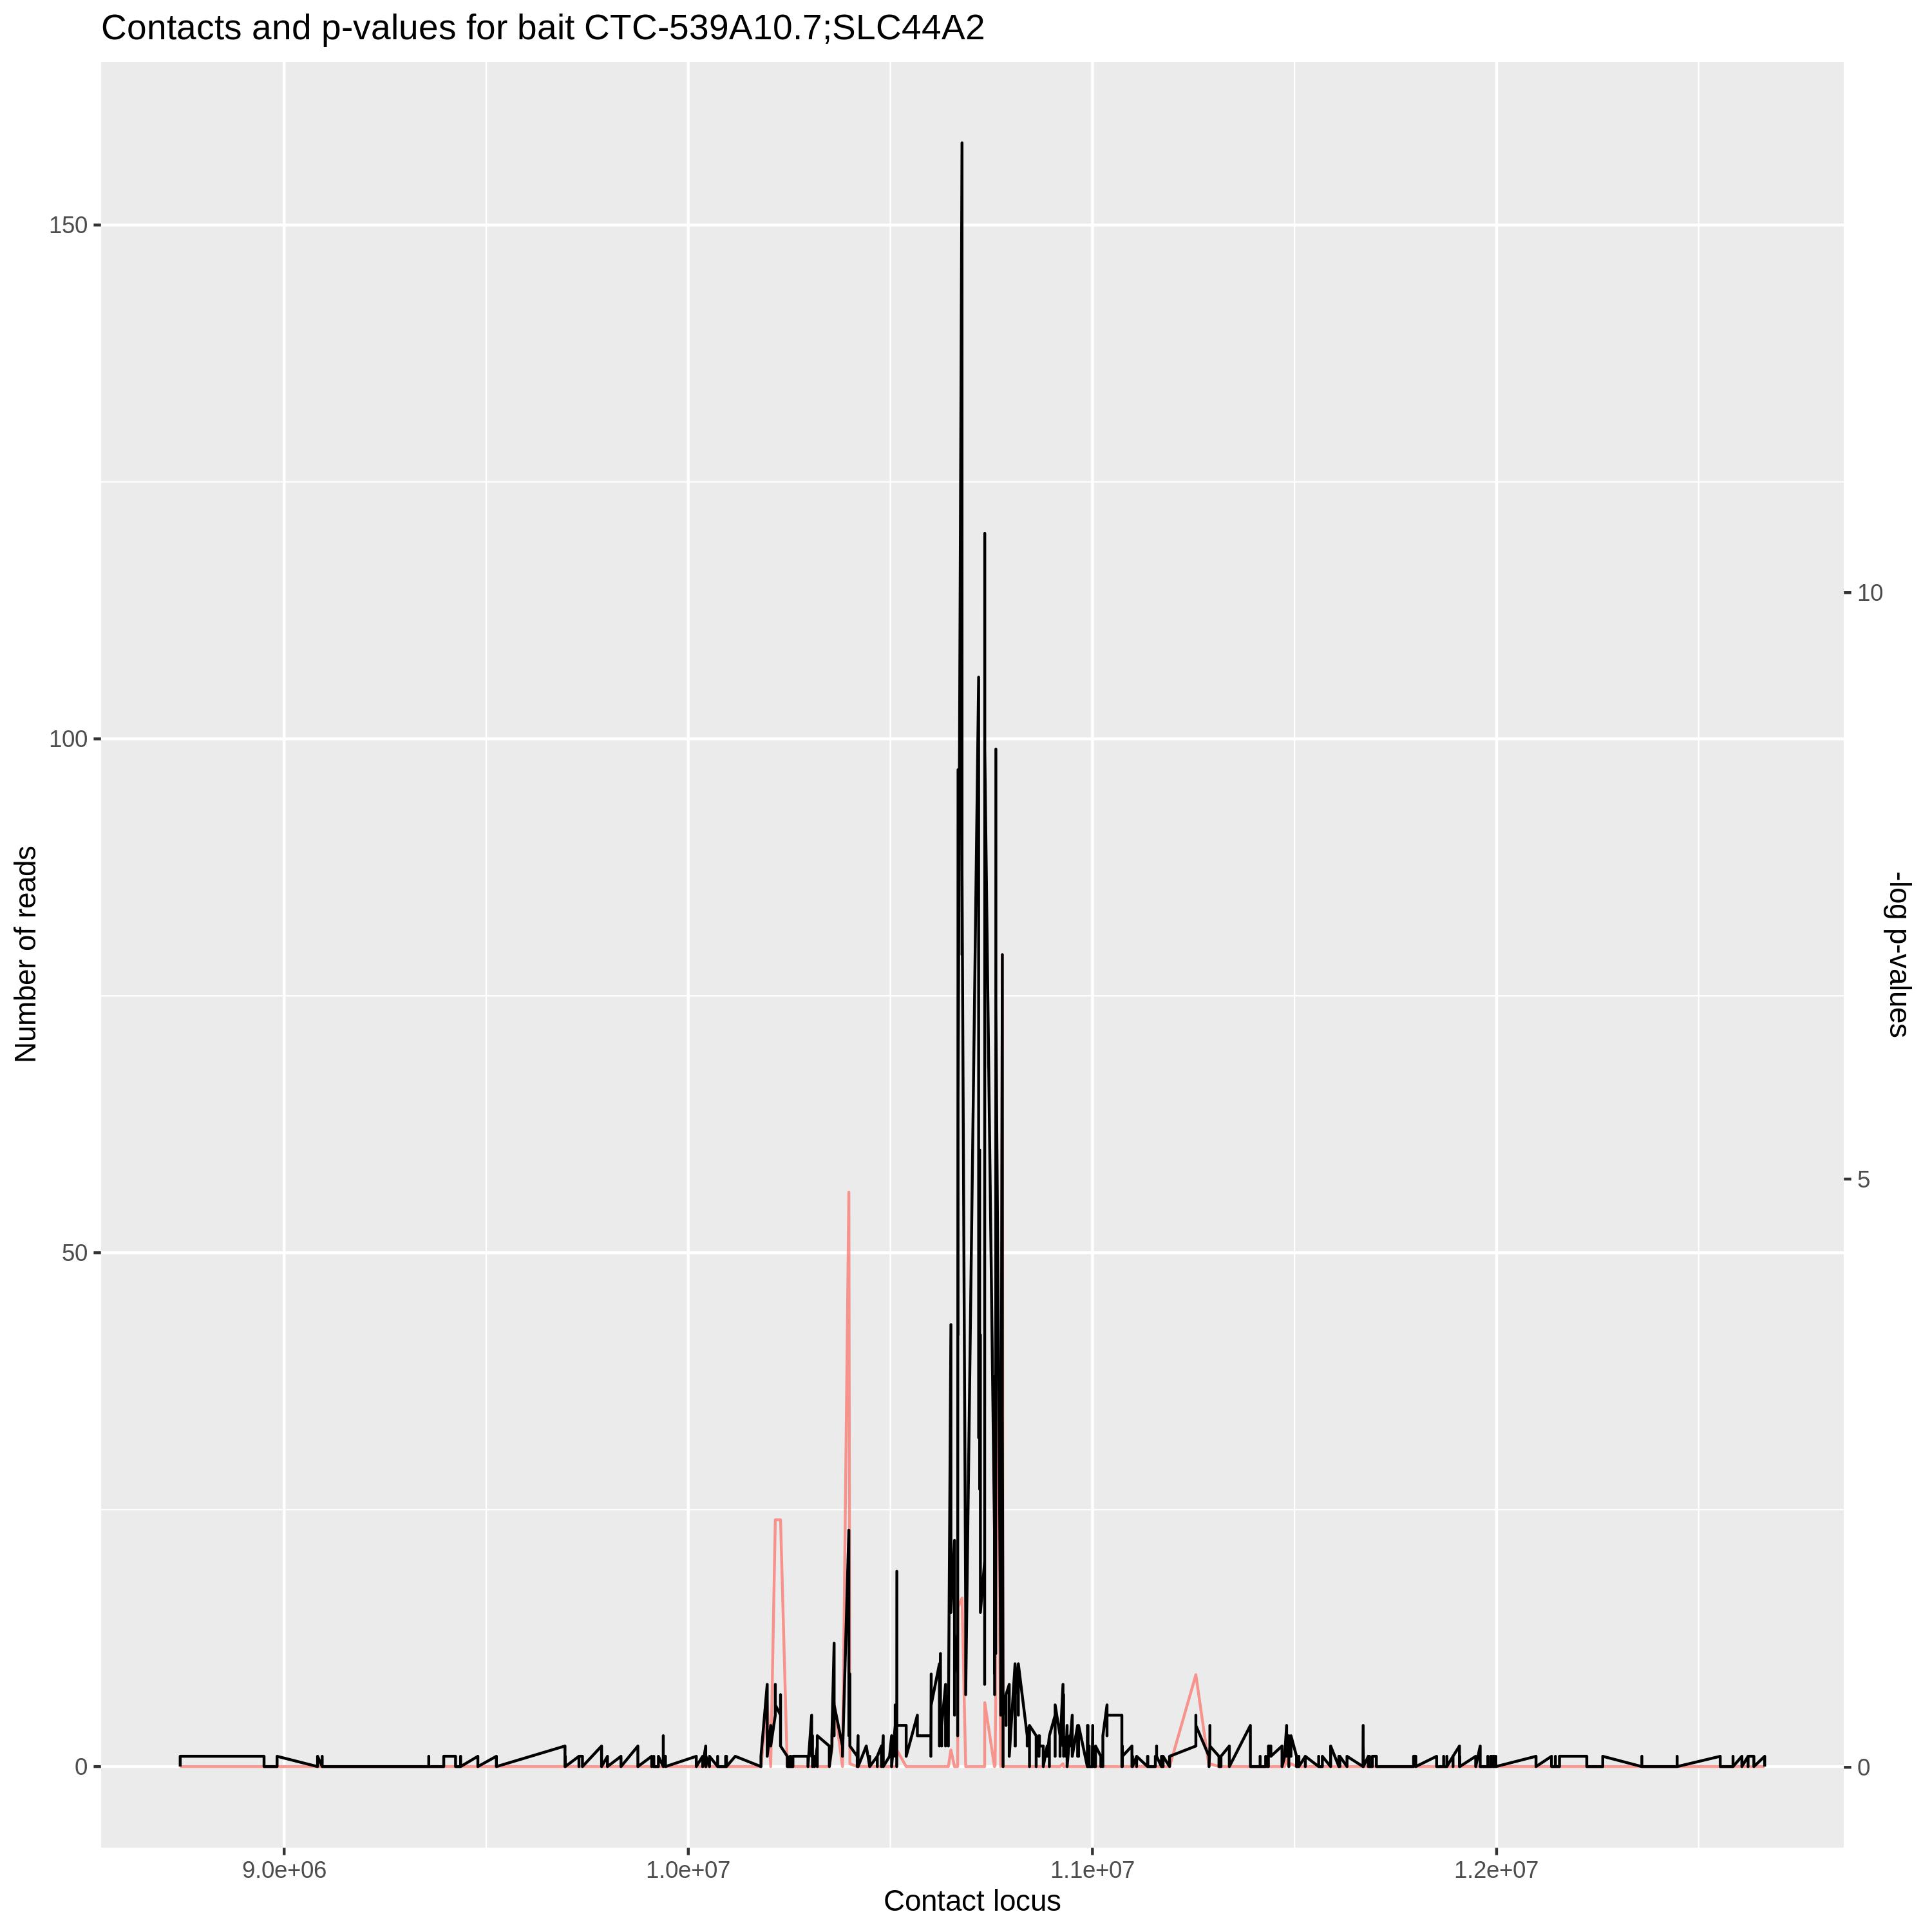 Contacts and p-values for bait CTC-539A10.7;SLC44A2
150
100
50
0
Number of reads
10
5
0
-log p-values
9.0e+06
1.0e+07
1.1e+07
1.2e+07
Contact locus